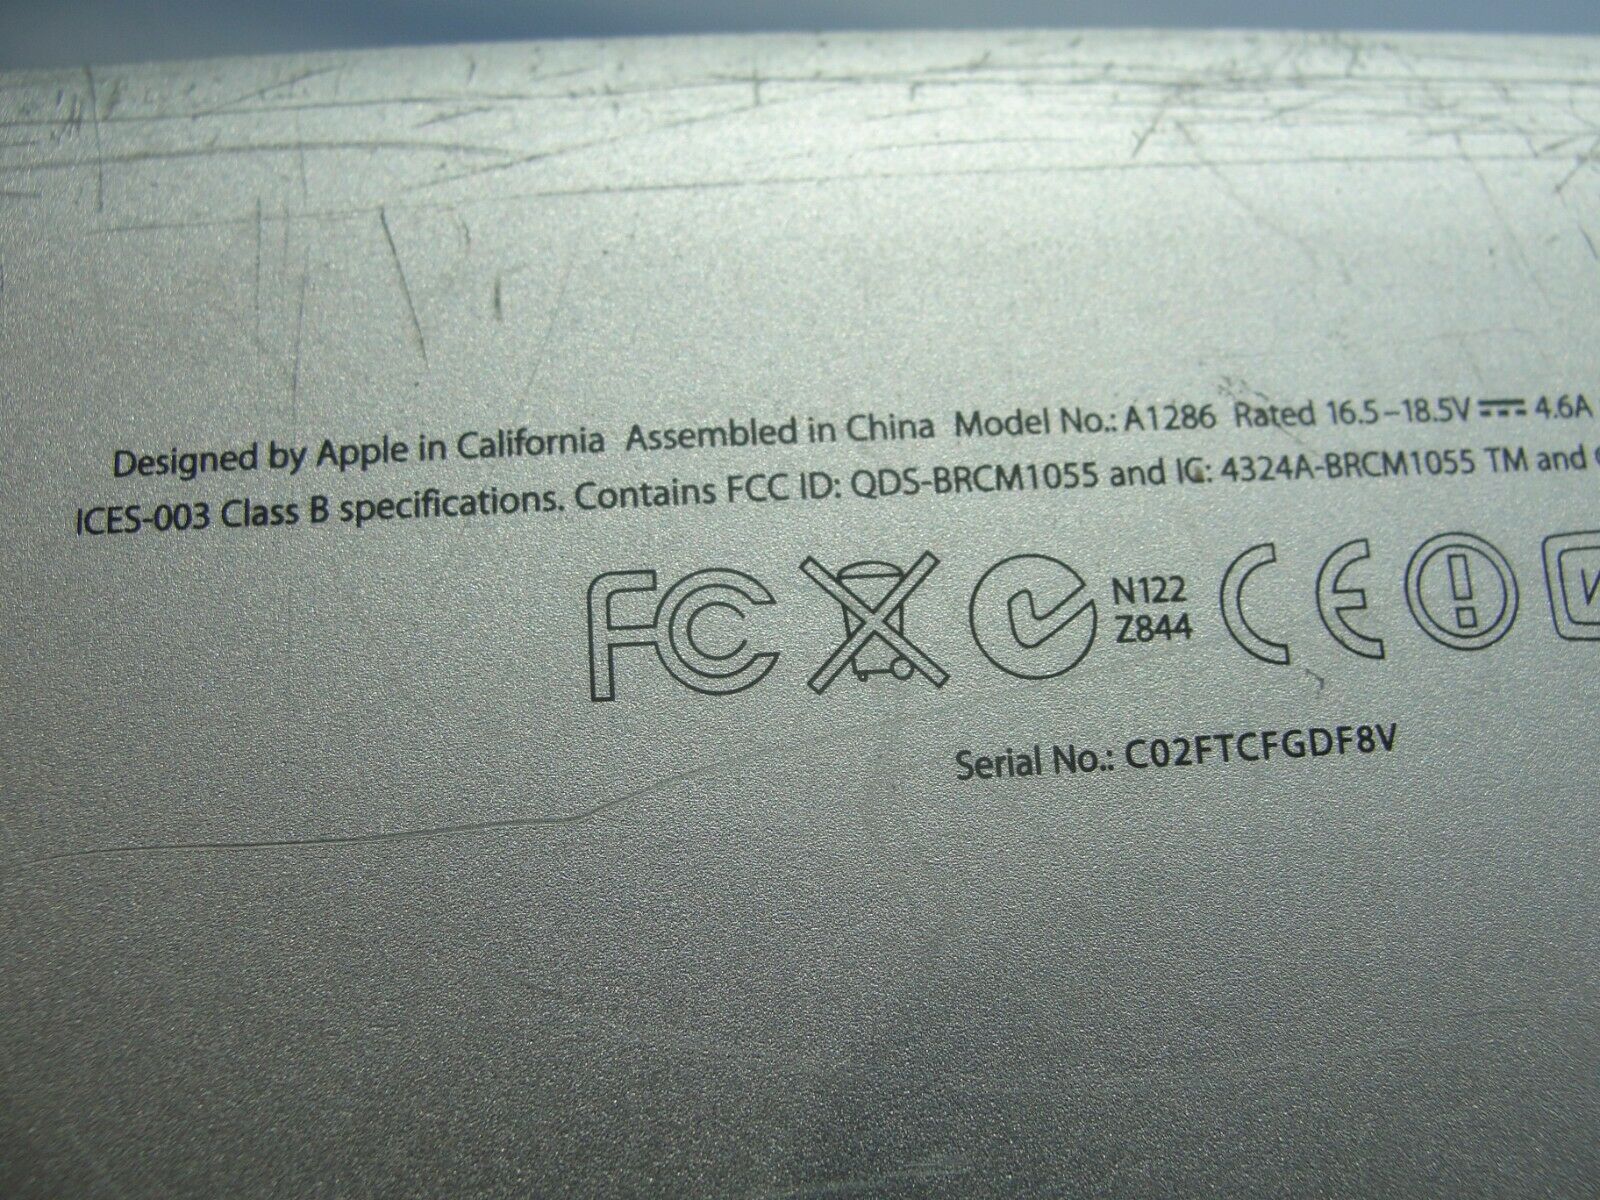 Designed by Apple in California Assembled in China Model No.: A1286 Rated 16.5-18.5V ⎓ 4.6A
ICES-003 Class B specifications. Contains FCC ID: QDS-BRCM1055 and IC: 4324A-BRCM1055 TM and
FC N122 CE
Z844
Serial No.: C02FTCFGDF8V